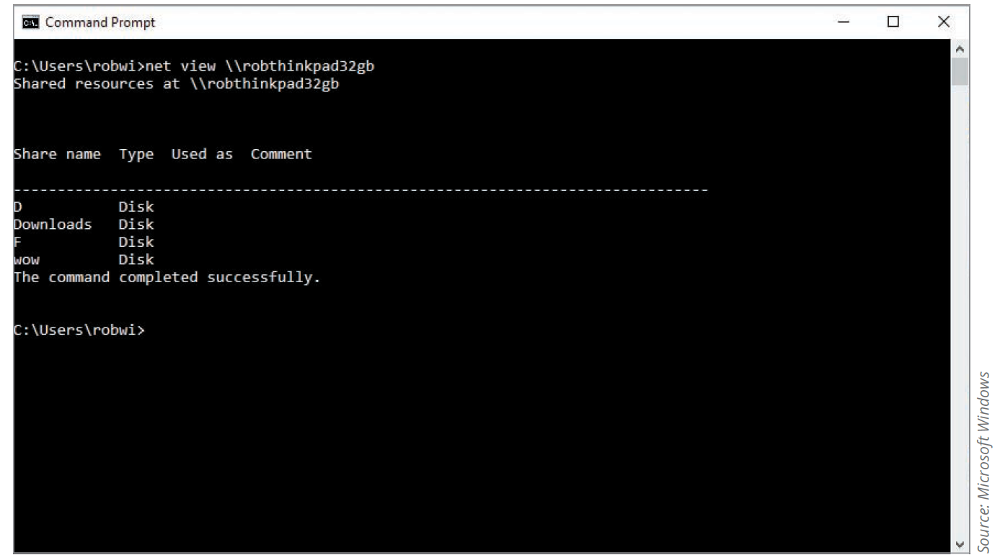 Command Prompt
C:\Users\robwi>net view \\robthinkpad32gb
Shared resources at \\robthinkpad32gb
Share name  Type  Used as  Comment
-------------------------------------------------------------------------------
D           Disk
Downloads   Disk
F           Disk
wow         Disk
The command completed successfully.
C:\Users\robwi>
Source: Microsoft Windows